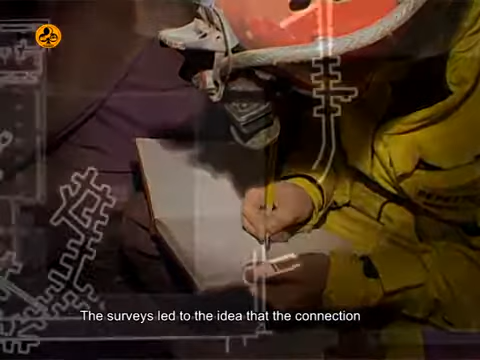 The surveys led to the idea that the connection